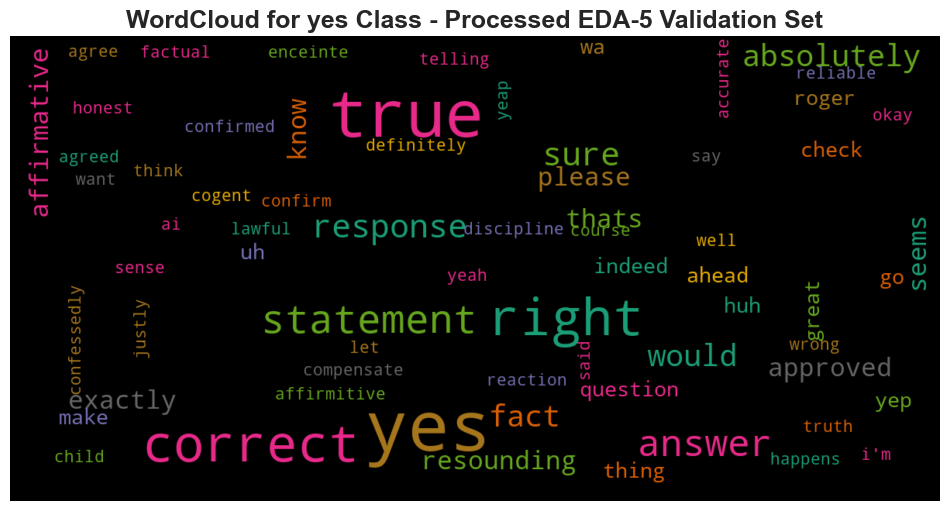 WordCloud for yes Class - Processed EDA-5 Validation Set
agree
factual
enceinte
telling
wa
absolutely
reliable
affirmative
honest
confirmed
know
true
yeap
accurate
roger
okay
definitely
agreed
want
think
sure
please
say
check
cogent
confirm
ai
lawful
response
discipline
thats
course
well
seems
uh
sense
yeah
indeed
ahead
go
confessedly
justly
statement
right
huh
great
let
compensate
said
would
wrong
approved
exactly
affirmitive
reaction
question
yep
make
correct
yes
fact
answer
truth
child
resounding
thing
happens
i'm